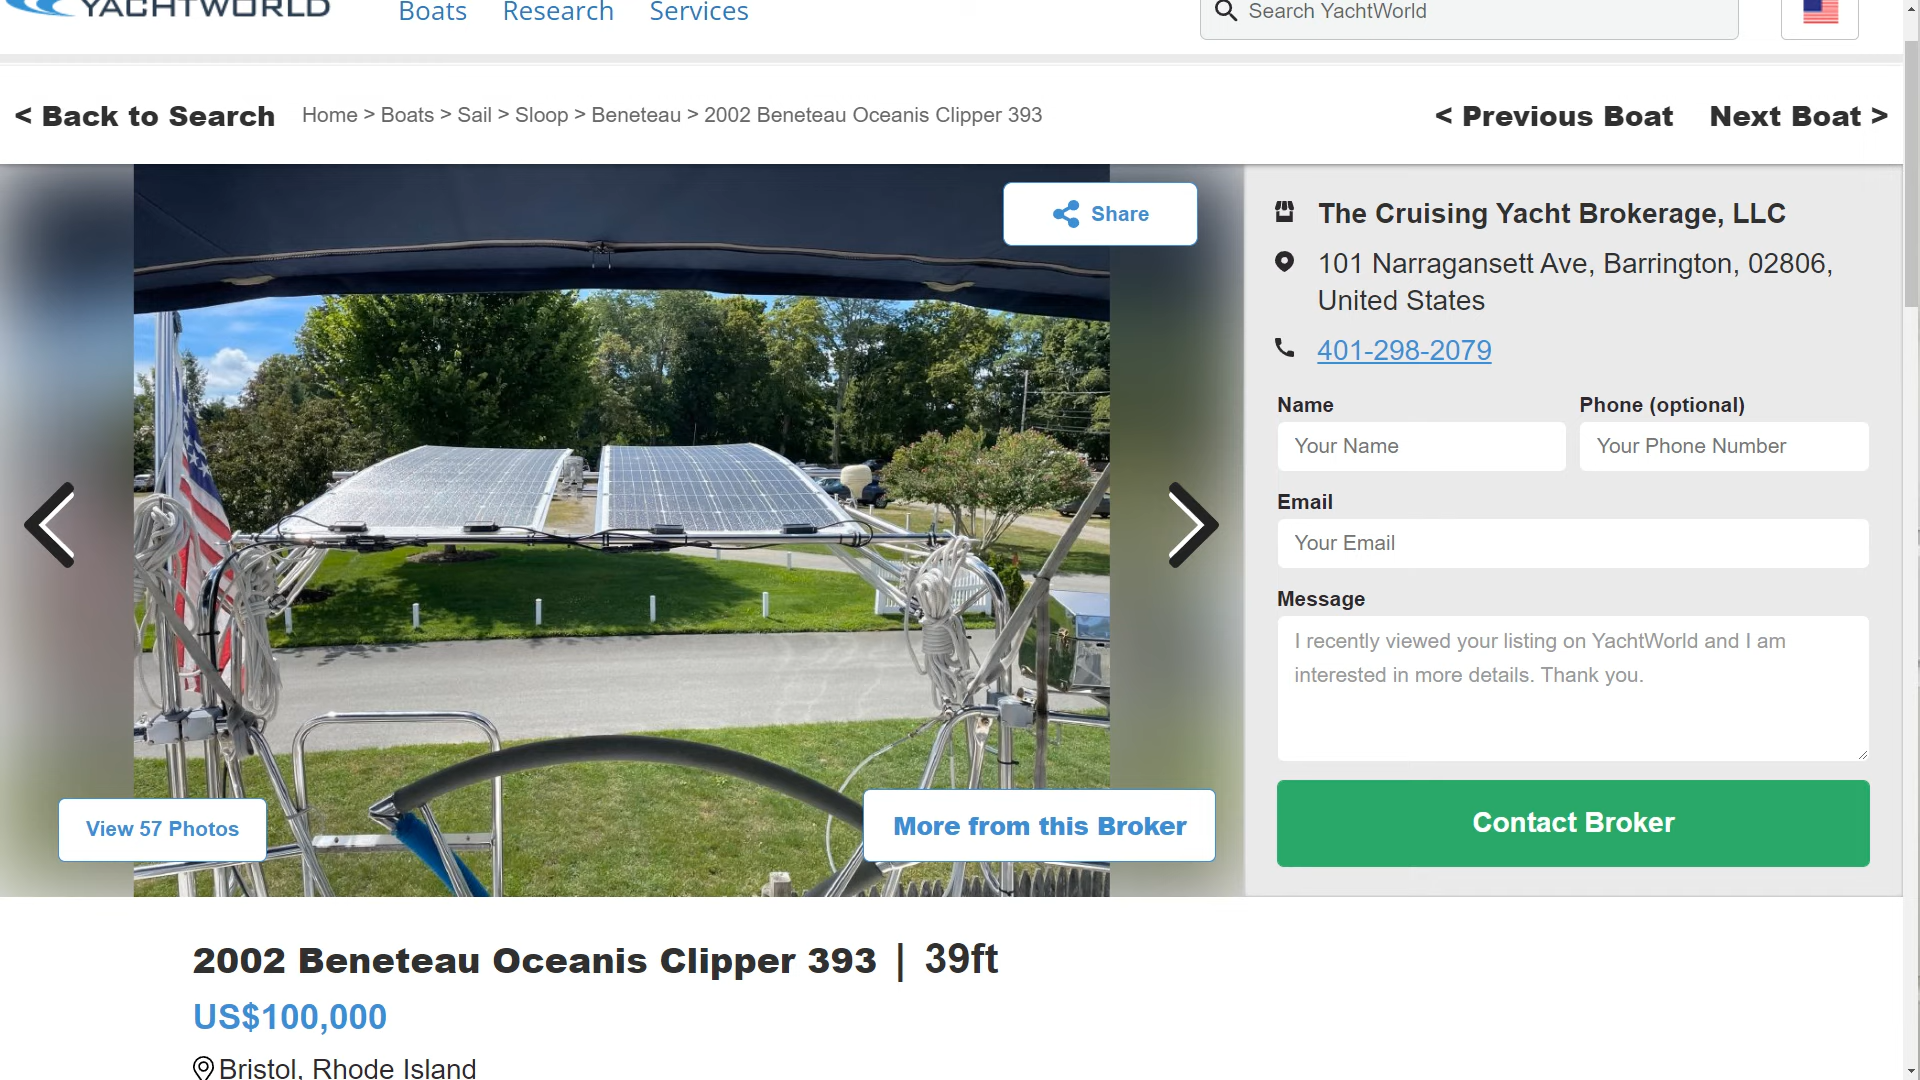 YACHTWORLD
Boats Research Services
Search YachtWorld
< Back to Search
Home > Boats > Sail > Sloop > Beneteau > 2002 Beneteau Oceanis Clipper 393
< Previous Boat Next Boat >
Share
View 57 Photos
More from this Broker
The Cruising Yacht Brokerage, LLC
101 Narragansett Ave, Barrington, 02806,
United States
401-298-2079
Name Phone (optional)
Your Name Your Phone Number
Email
Your Email
Message
I recently viewed your listing on YachtWorld and I am
interested in more details. Thank you.
Contact Broker
2002 Beneteau Oceanis Clipper 393 | 39ft
US$100,000
Bristol, Rhode Island